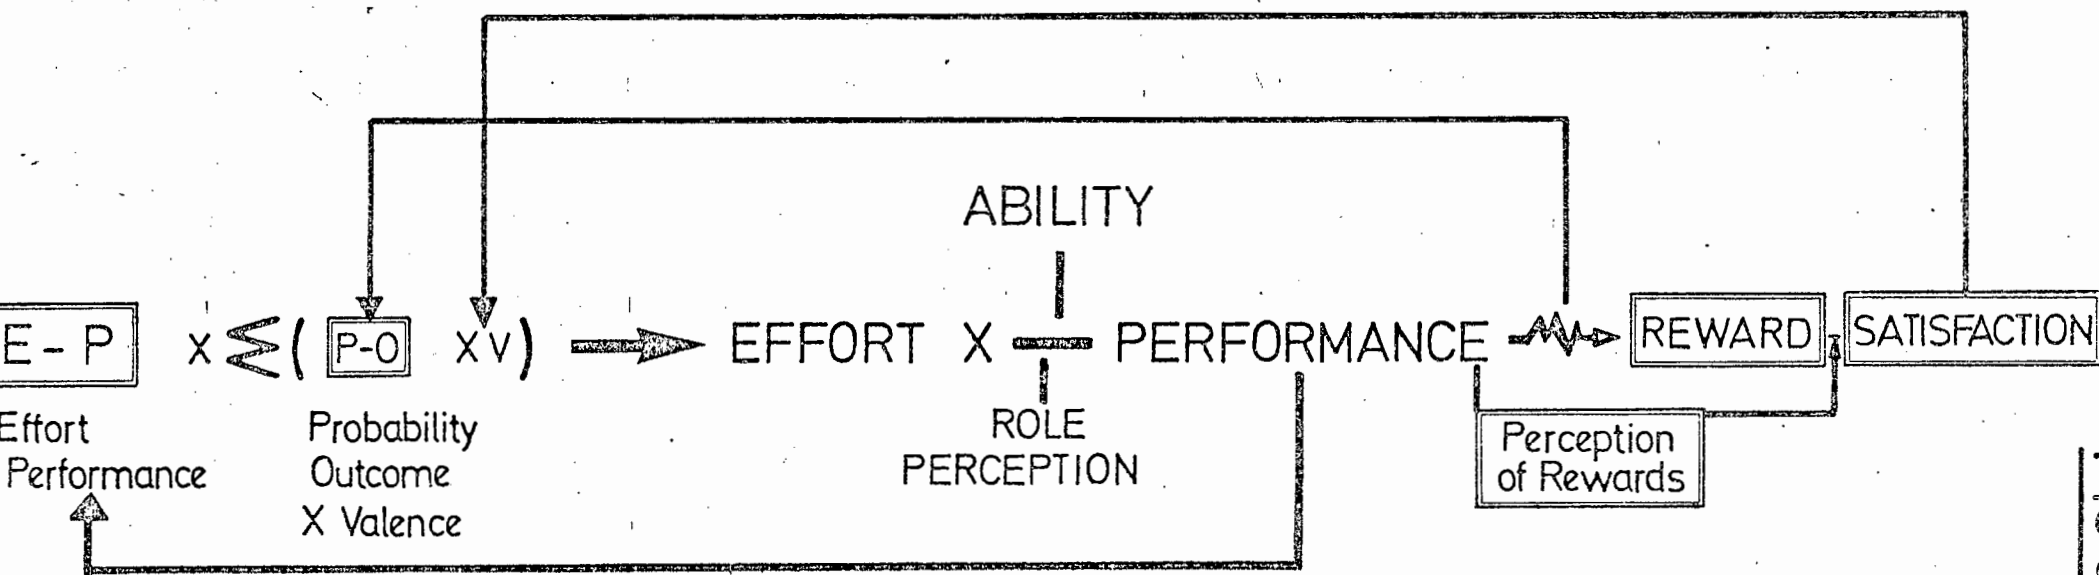 ABILITY
E - P x Σ ( P-O X V ) EFFORT X PERFORMANCE REWARD SATISFACTION
Effort
Performance
Probability
Outcome
X Valence
ROLE
PERCEPTION
Perception
of Rewards